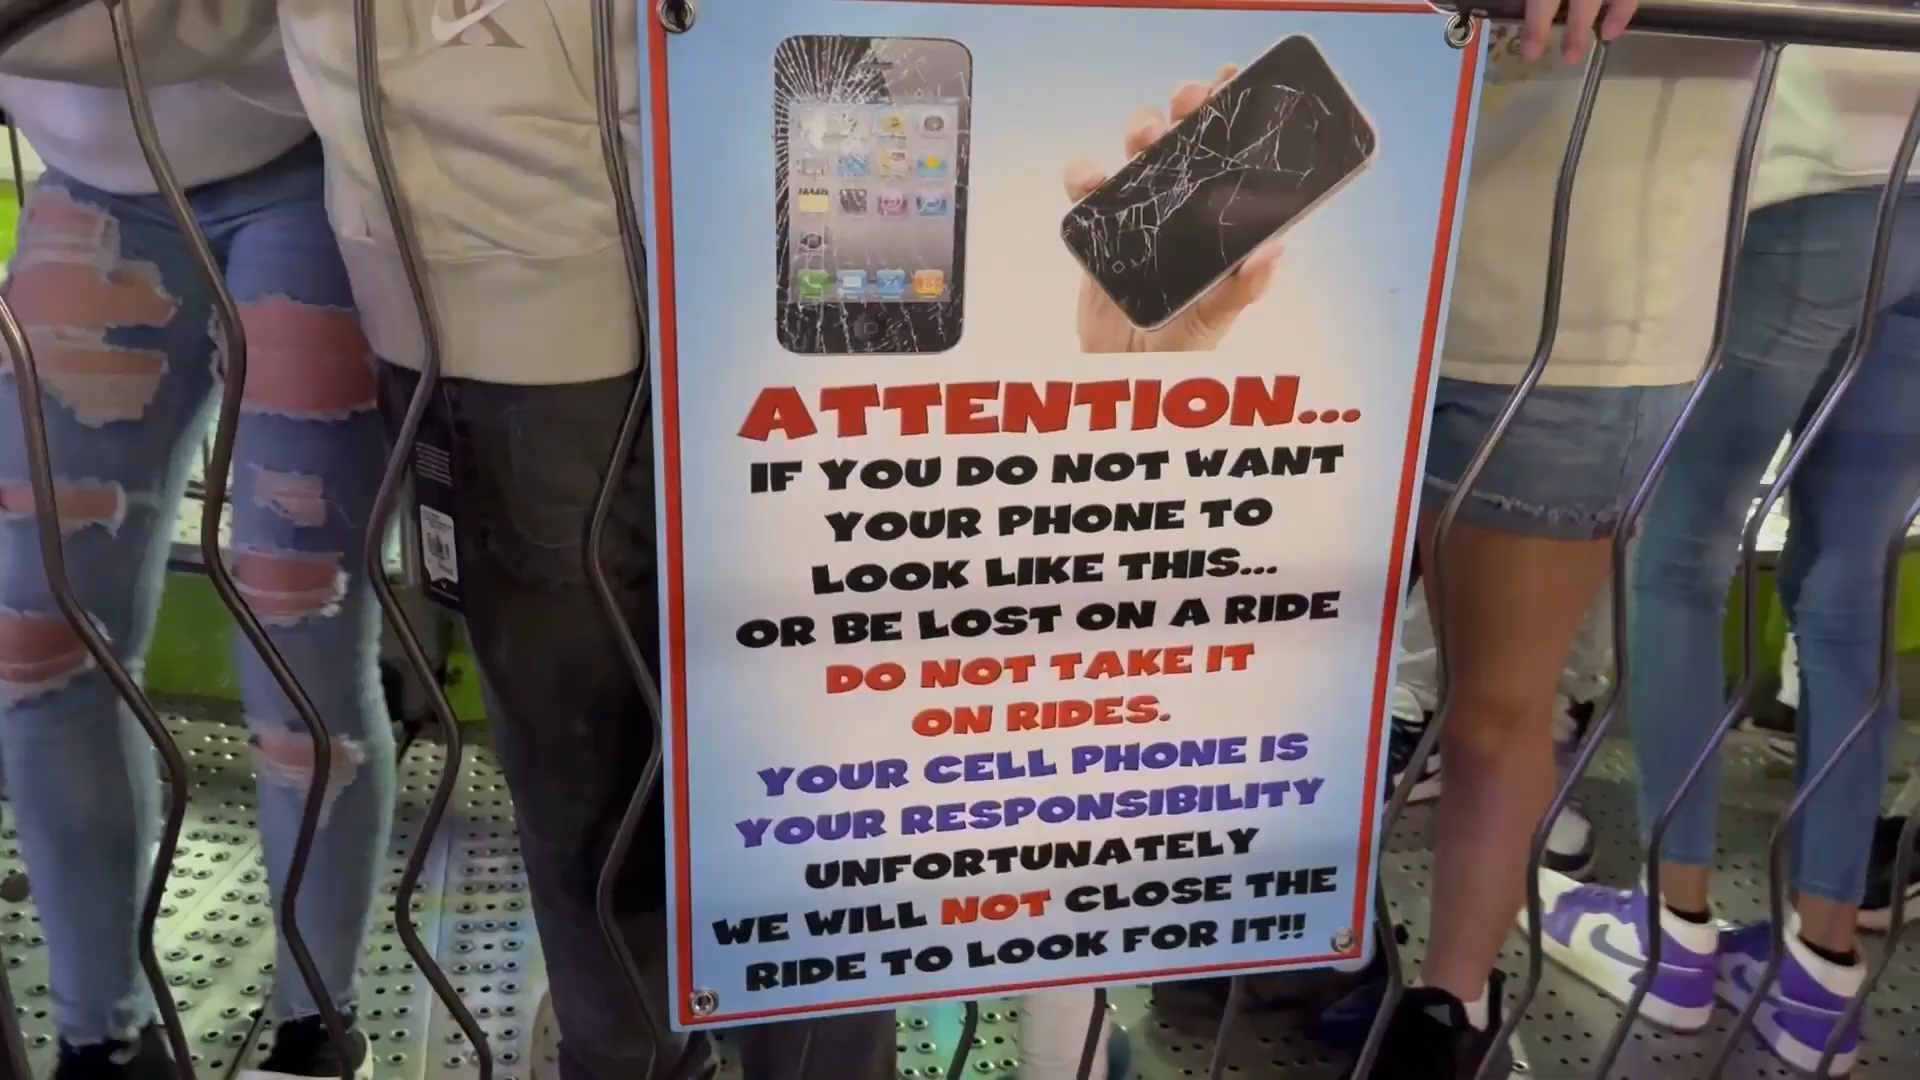 ATTENTION...
IF YOU DO NOT WANT
YOUR PHONE TO
LOOK LIKE THIS...
OR BE LOST ON A RIDE
DO NOT TAKE IT
ON RIDES.
YOUR CELL PHONE IS
YOUR RESPONSIBILITY
UNFORTUNATELY
WE WILL NOT CLOSE THE
RIDE TO LOOK FOR IT!!